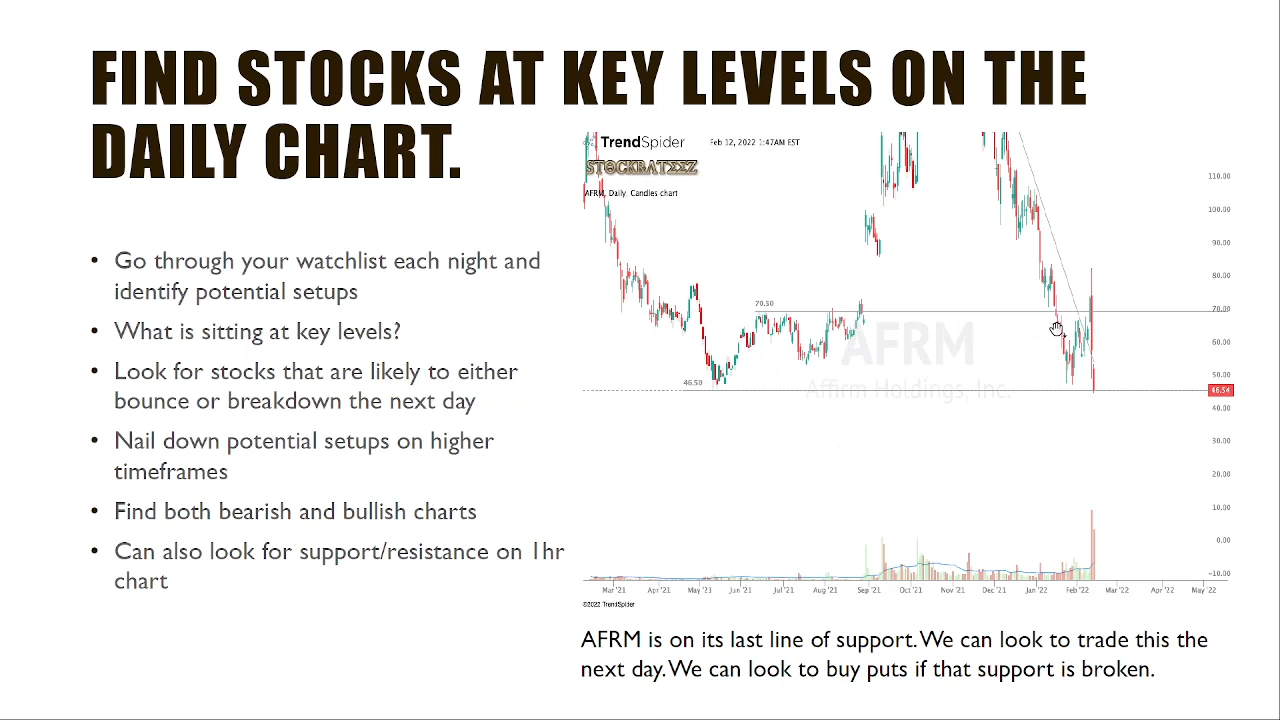 FIND STOCKS AT KEY LEVELS ON THE
DAILY CHART.
• Go through your watchlist each night and
identify potential setups
• What is sitting at key levels?
• Look for stocks that are likely to either
bounce or breakdown the next day
• Nail down potential setups on higher
timeframes
• Find both bearish and bullish charts
• Can also look for support/resistance on 1hr
chart
TrendSpider Feb 12, 2022 1:47AM EST
STOCKRATEEZ
AFRM, Daily, Candles chart
110.00
100.00
90.00
80.00
70.50
70.00
60.00
AFRM
Affirm Holdings, Inc.
50.00
46.50
46.54
40.00
30.00
20.00
10.00
0.00
-10.00
Mar '21 Apr '21 May '21 Jun '21 Jul '21 Aug '21 Sep '21 Oct '21 Nov '21 Dec '21 Jan '22 Feb '22 Mar '22 Apr '22 May '22
©2022 TrendSpider
AFRM is on its last line of support. We can look to trade this the
next day. We can look to buy puts if that support is broken.